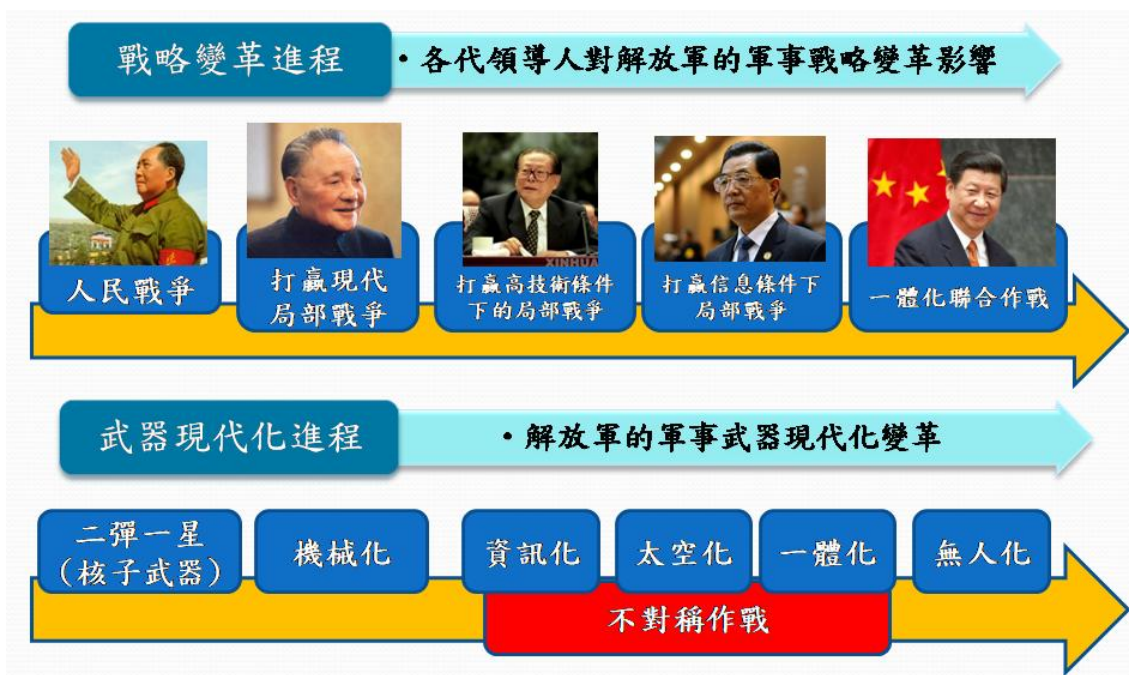 戰略變革進程
・各代領導人對解放軍的軍事戰略變革影響
XINHUA
人民戰爭
打贏現代
局部戰爭
打贏高技術條件
下的局部戰爭
打贏信息條件下
局部戰爭
一體化聯合作戰
武器現代化進程
・解放軍的軍事武器現代化變革
二彈一星
(核子武器)
機械化
資訊化
太空化
一體化
無人化
不對稱作戰